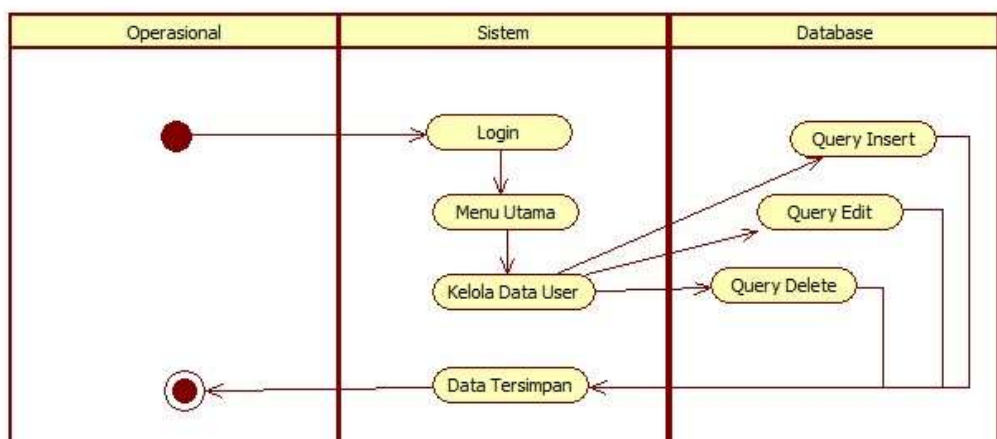 Operasional
Sistem
Database
Login
Query Insert
Menu Utama
Query Edit
Kelola Data User
Query Delete
Data Tersimpan